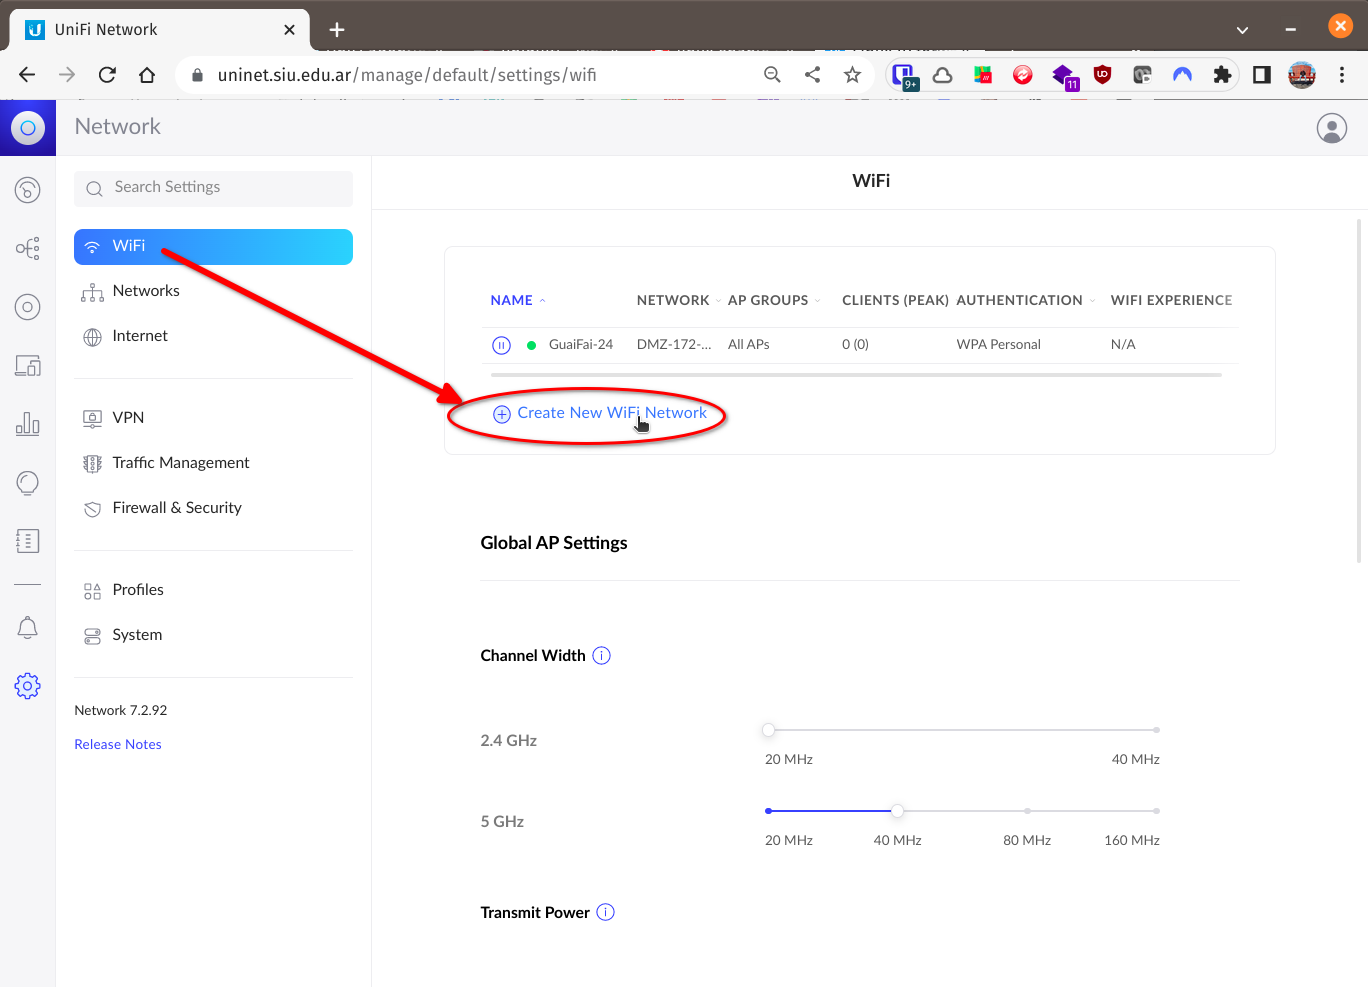 UniFi Network
uninet.siu.edu.ar/manage/default/settings/wifi
9+
11
Network
Search Settings
WiFi
WiFi
Networks
Internet
VPN
Traffic Management
Firewall & Security
Profiles
System
Network 7.2.92
Release Notes
NAME NETWORK AP GROUPS CLIENTS (PEAK) AUTHENTICATION WIFI EXPERIENCE
GuaiFai-24 DMZ-172-... All APs 0 (0) WPA Personal N/A
Create New WiFi Network
Global AP Settings
Channel Width
2.4 GHz
20 MHz 40 MHz
5 GHz
20 MHz 40 MHz 80 MHz 160 MHz
Transmit Power